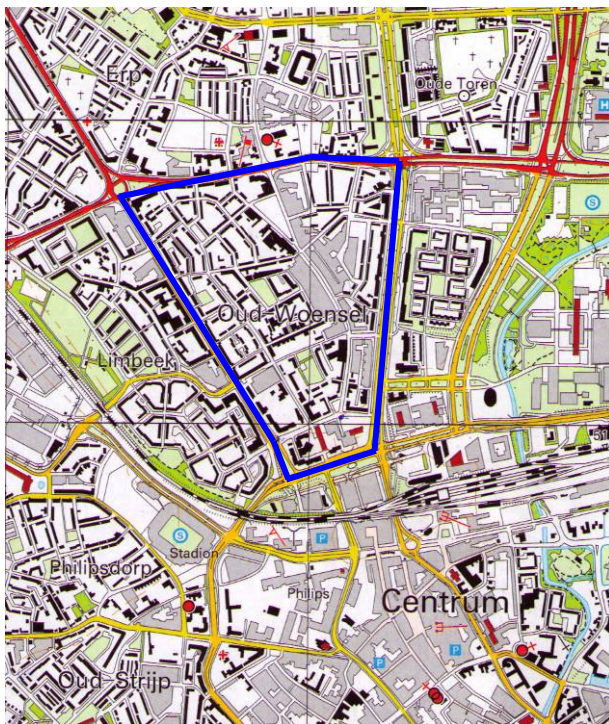 Erp
Oude Toren
H
S
Oud-Woensel
Limbeek
S
Stadion
P
Philipsdorp
Philips
Centrum
P
P
Oud-Strijp